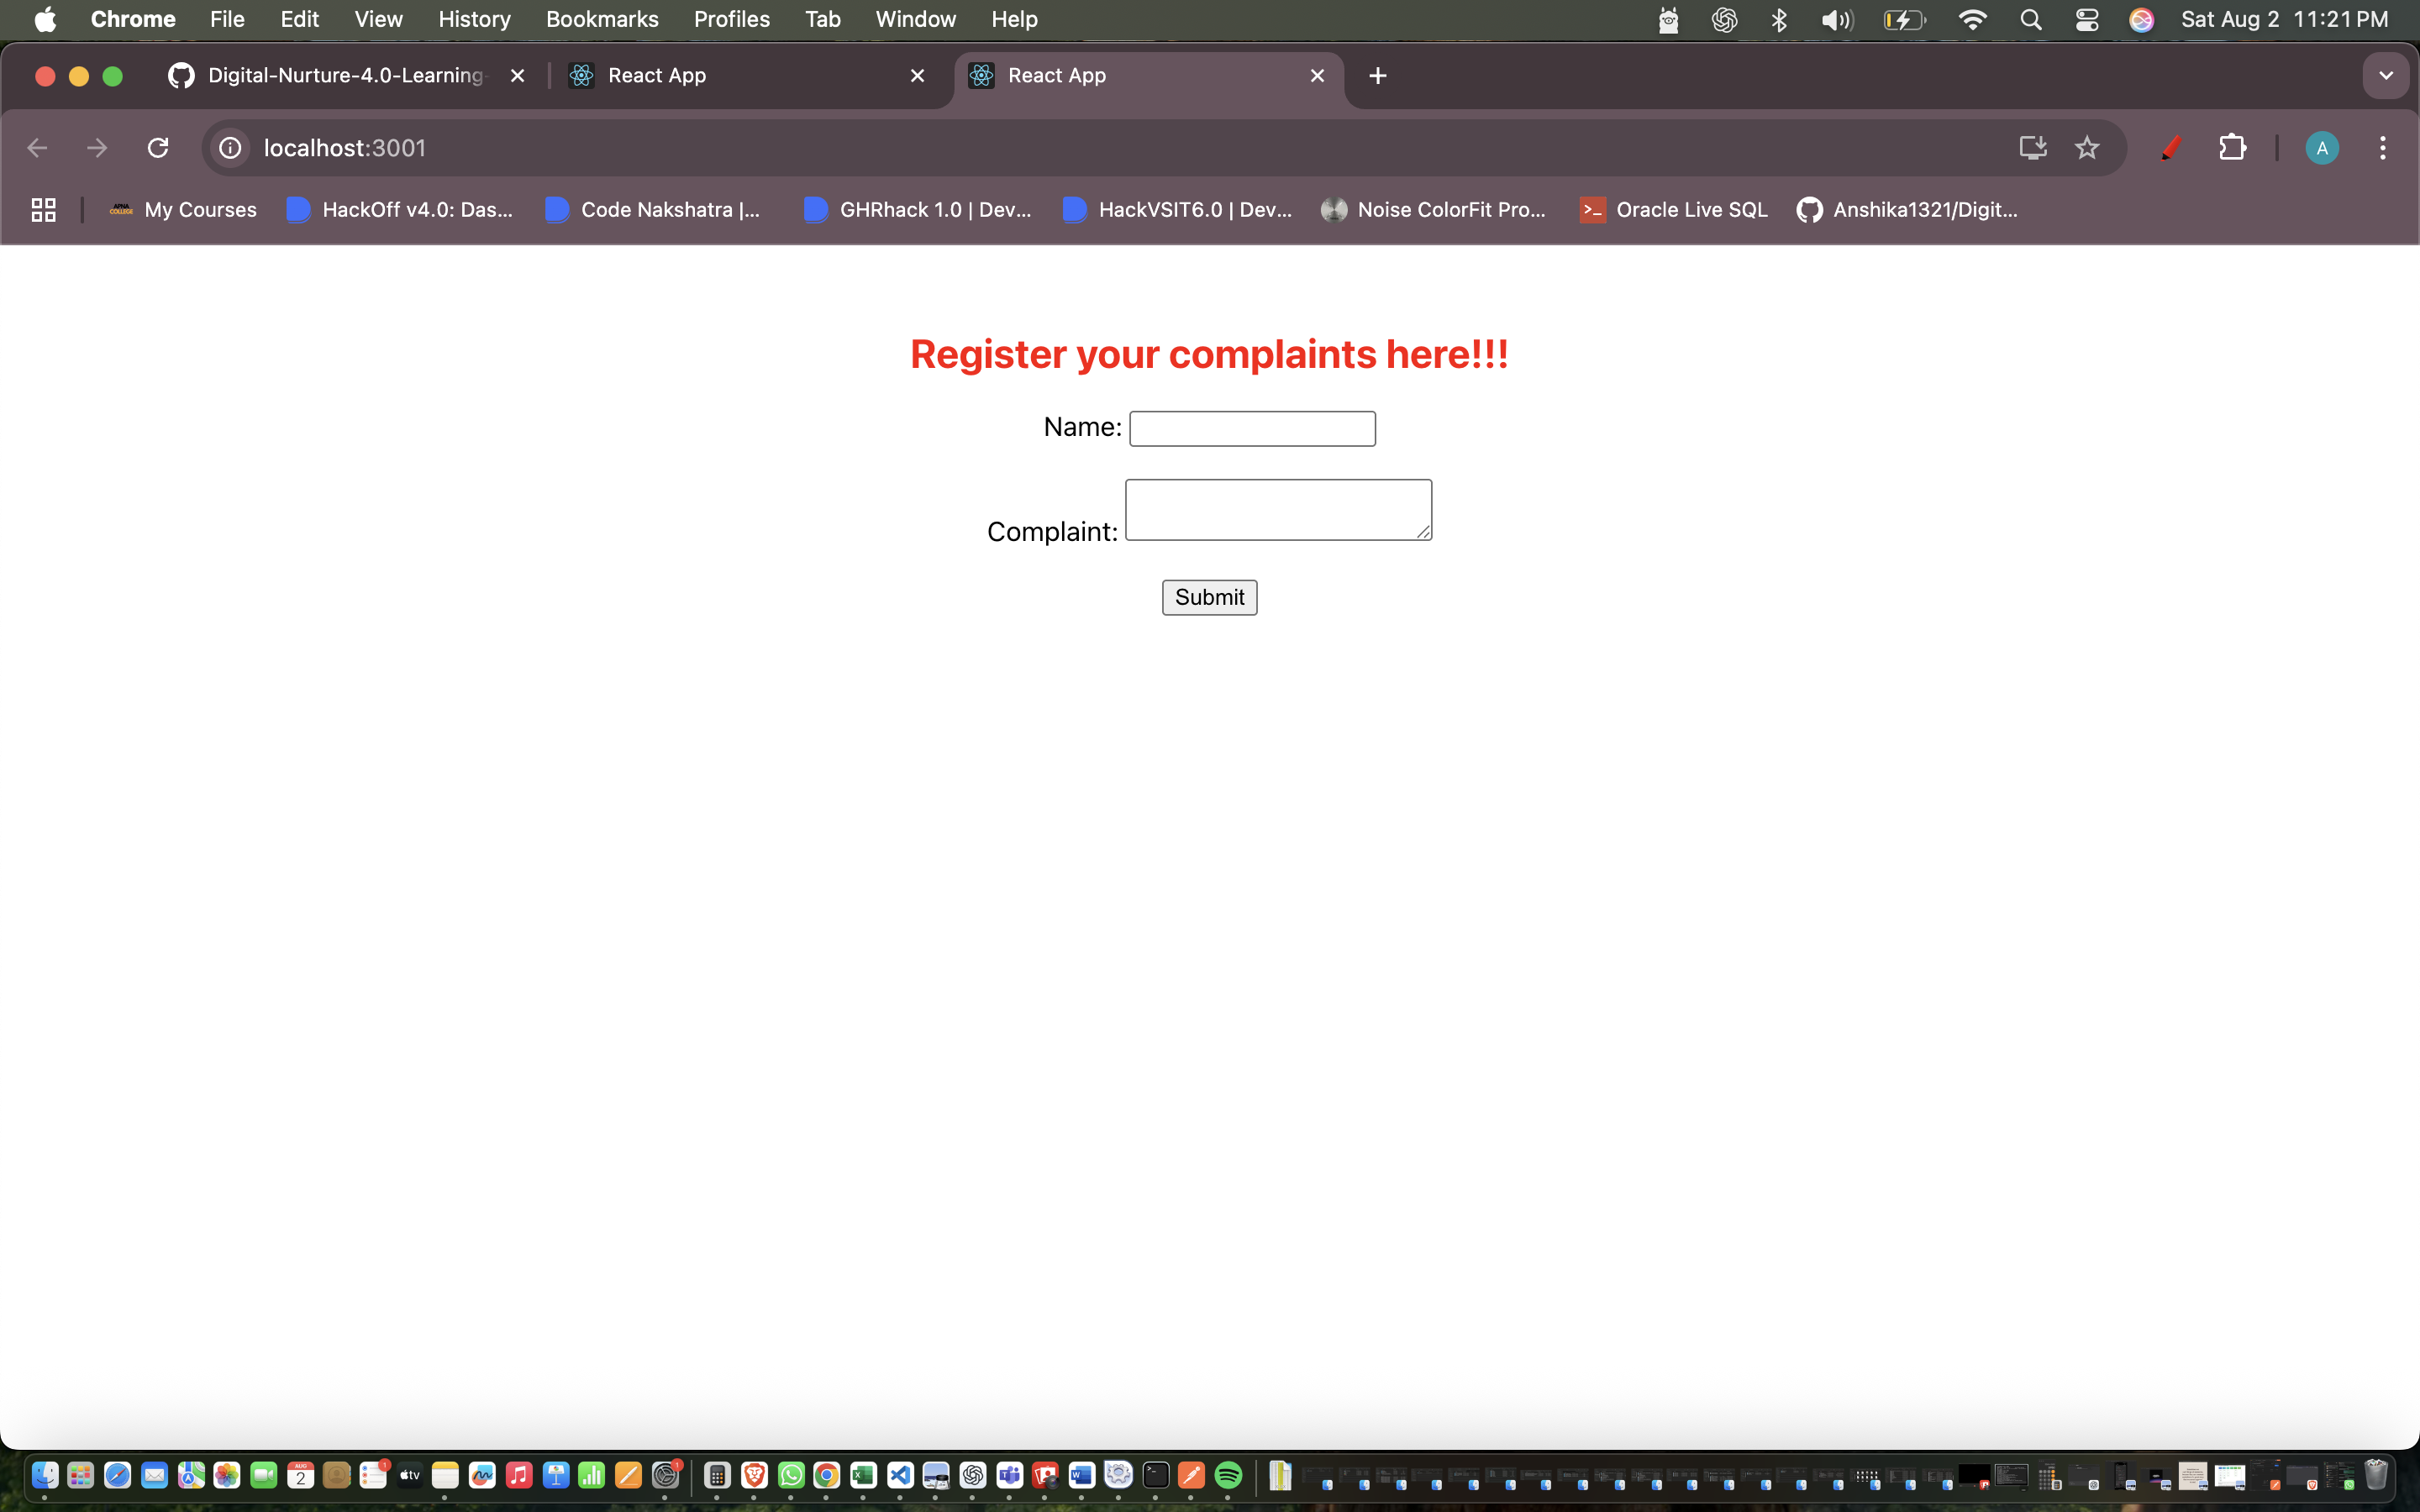 Chrome File Edit View History Bookmarks Profiles Tab Window Help Sat Aug 2 11:21 PM
Digital-Nurture-4.0-Learning- React App React App
localhost:3001 A
My Courses HackOff v4.0: Das... Code Nakshatra |... GHRhack 1.0 | Dev... HackVSIT6.0 | Dev... Noise ColorFit Pro... Oracle Live SQL Anshika1321/Digit...
Register your complaints here!!!
Name:
Complaint:
Submit